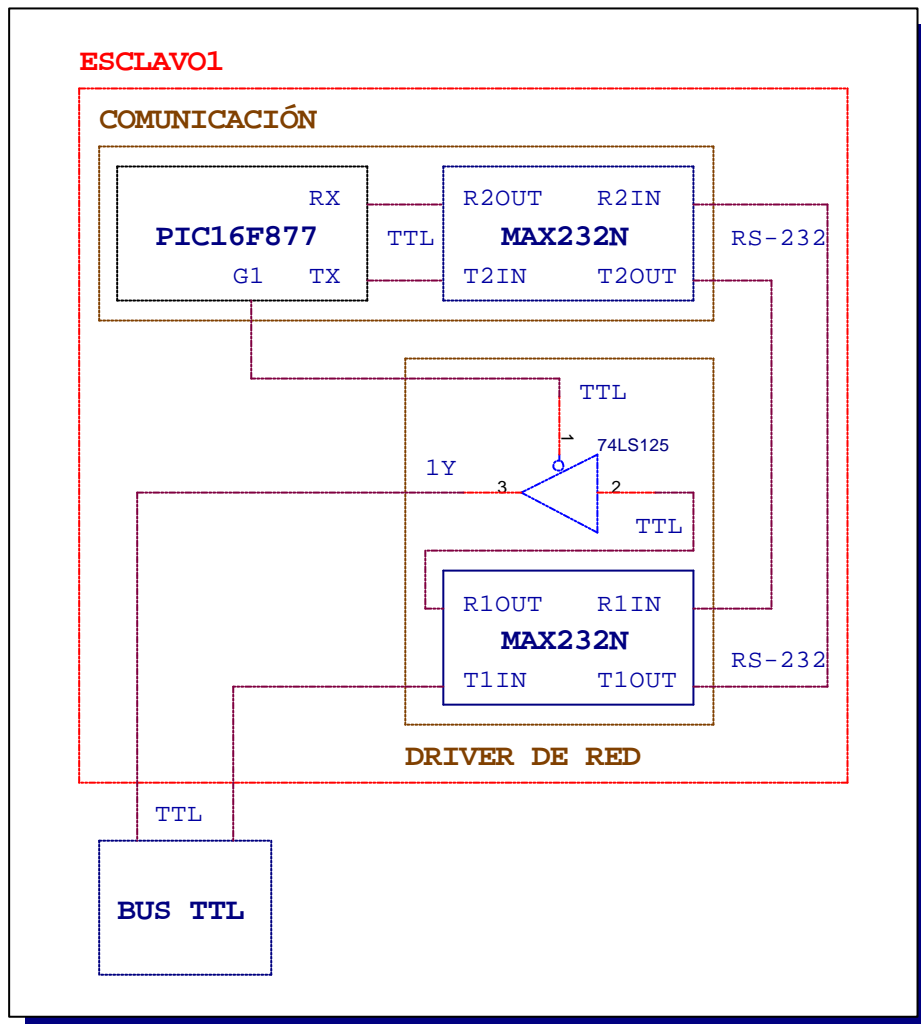 ESCLAVO1
COMUNICACIÓN
RX R2OUT R2IN
PIC16F877 TTL MAX232N RS-232
G1 TX T2IN T2OUT
TTL
1 74LS125
1Y
3 2
TTL
R1OUT R1IN
MAX232N
RS-232
T1IN T1OUT
DRIVER DE RED
TTL
BUS TTL